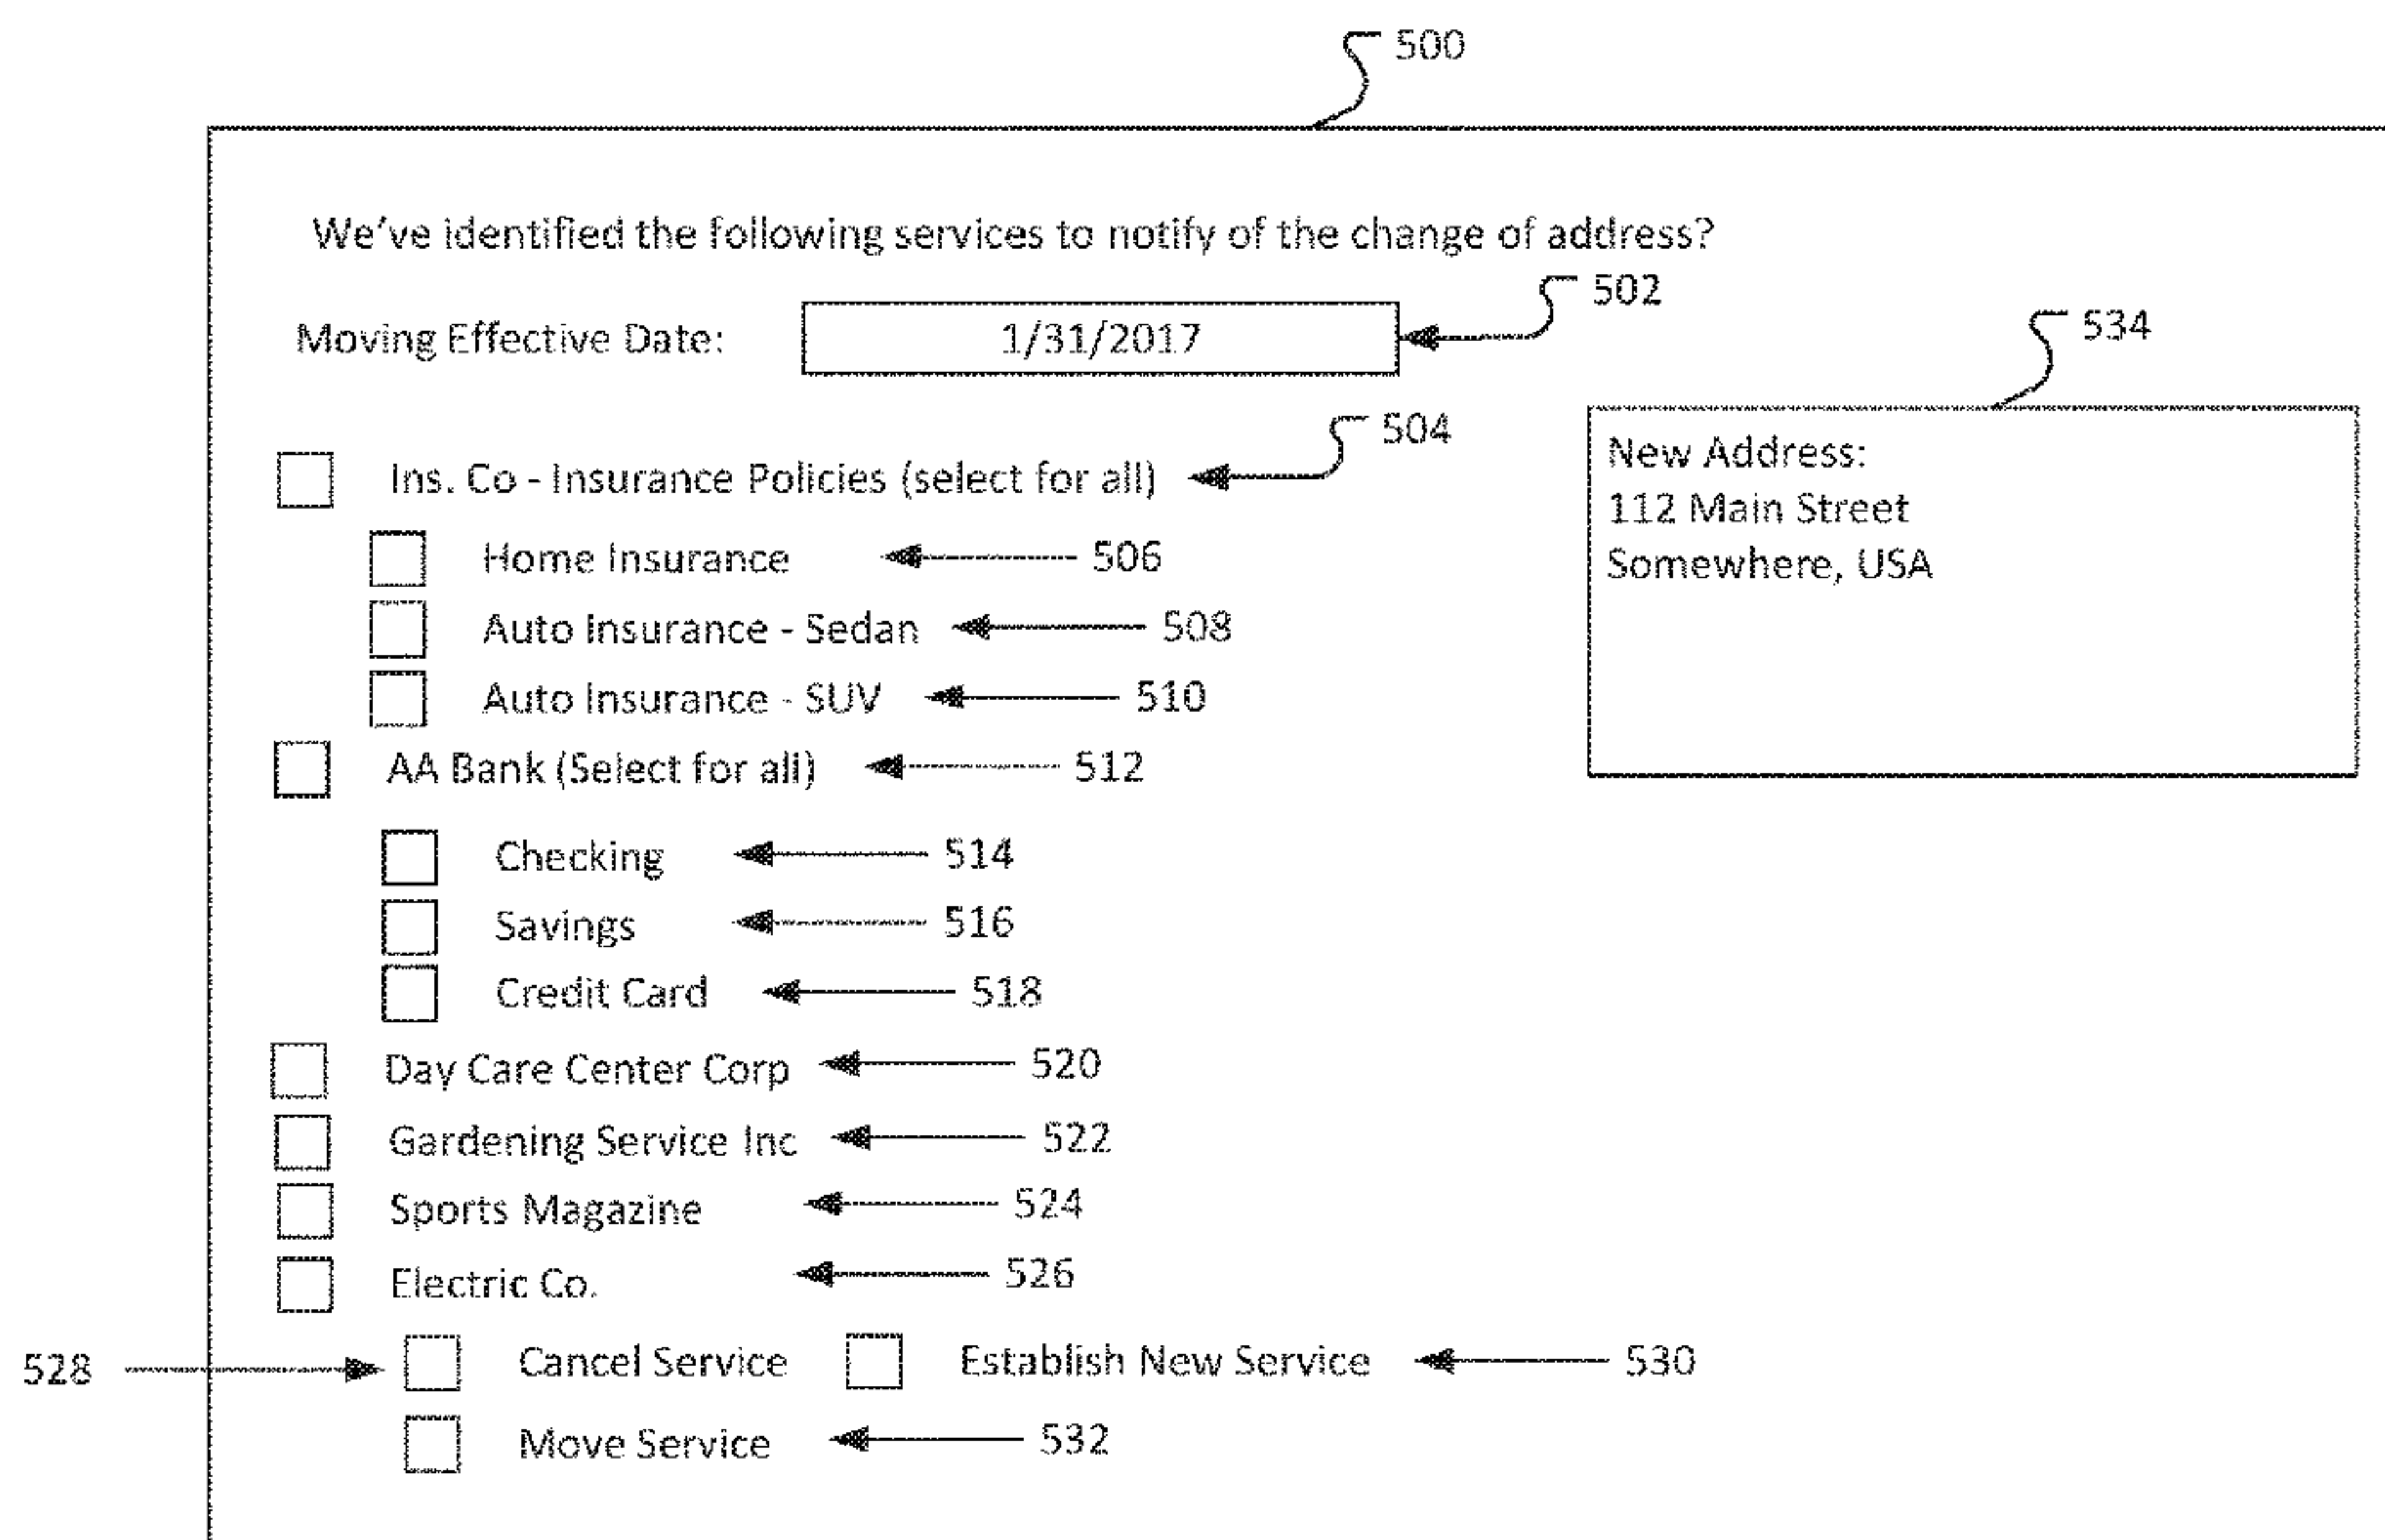 500
We've identified the following services to notify of the change of address?
502
Moving Effective Date: 1/31/2017
534
504
New Address:
112 Main Street
Somewhere, USA
Ins. Co - Insurance Policies (select for all)
Home Insurance 506
Auto Insurance - Sedan 508
Auto Insurance - SUV 510
AA Bank (Select for all) 512
Checking 514
Savings 516
Credit Card 518
Day Care Center Corp 520
Gardening Service Inc 522
Sports Magazine 524
Electric Co. 526
528 Cancel Service Establish New Service 530
Move Service 532